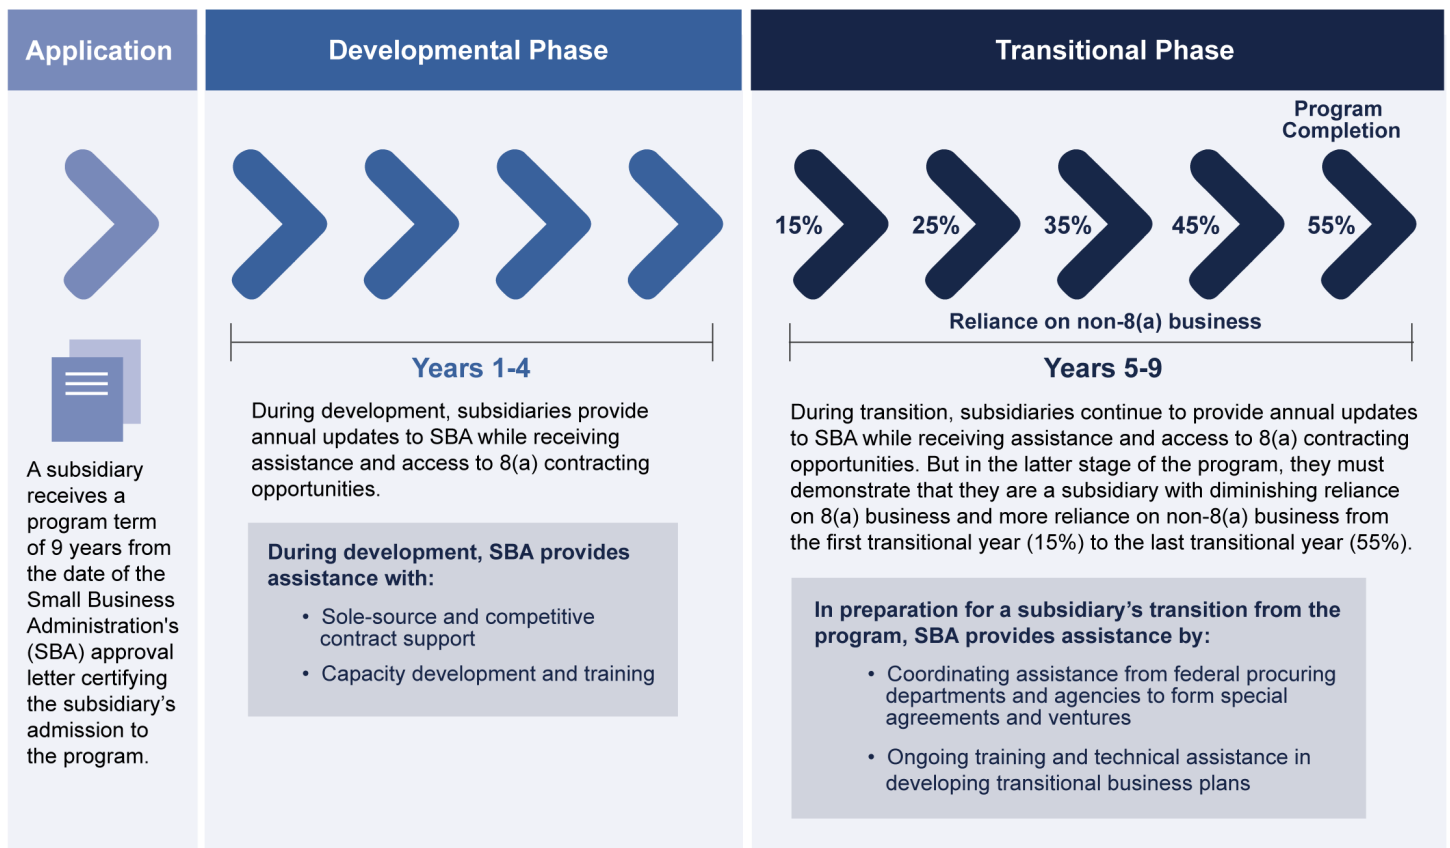 Application
A subsidiary
receives a
program term
of 9 years from
the date of the
Small Business
Administration's
(SBA) approval
letter certifying
the subsidiary’s
admission to
the program.
Developmental Phase
Years 1-4
During development, subsidiaries provide
annual updates to SBA while receiving
assistance and access to 8(a) contracting
opportunities.
During development, SBA provides
assistance with:
• Sole-source and competitive
contract support
• Capacity development and training
Transitional Phase
Program
Completion
15% 25% 35% 45% 55%
Reliance on non-8(a) business
Years 5-9
During transition, subsidiaries continue to provide annual updates
to SBA while receiving assistance and access to 8(a) contracting
opportunities. But in the latter stage of the program, they must
demonstrate that they are a subsidiary with diminishing reliance
on 8(a) business and more reliance on non-8(a) business from
the first transitional year (15%) to the last transitional year (55%).
In preparation for a subsidiary’s transition from the
program, SBA provides assistance by:
• Coordinating assistance from federal procuring
departments and agencies to form special
agreements and ventures
• Ongoing training and technical assistance in
developing transitional business plans